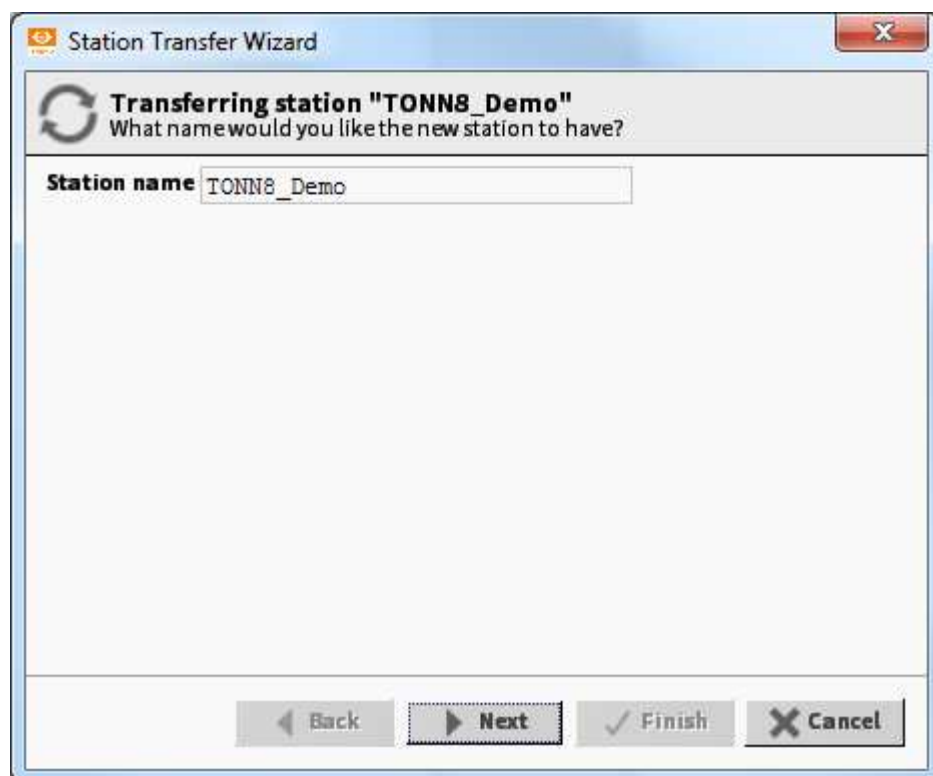 Station Transfer Wizard
Transferring station "TONN8_Demo"
What name would you like the new station to have?
Station name TONN8_Demo
Back Next Finish Cancel